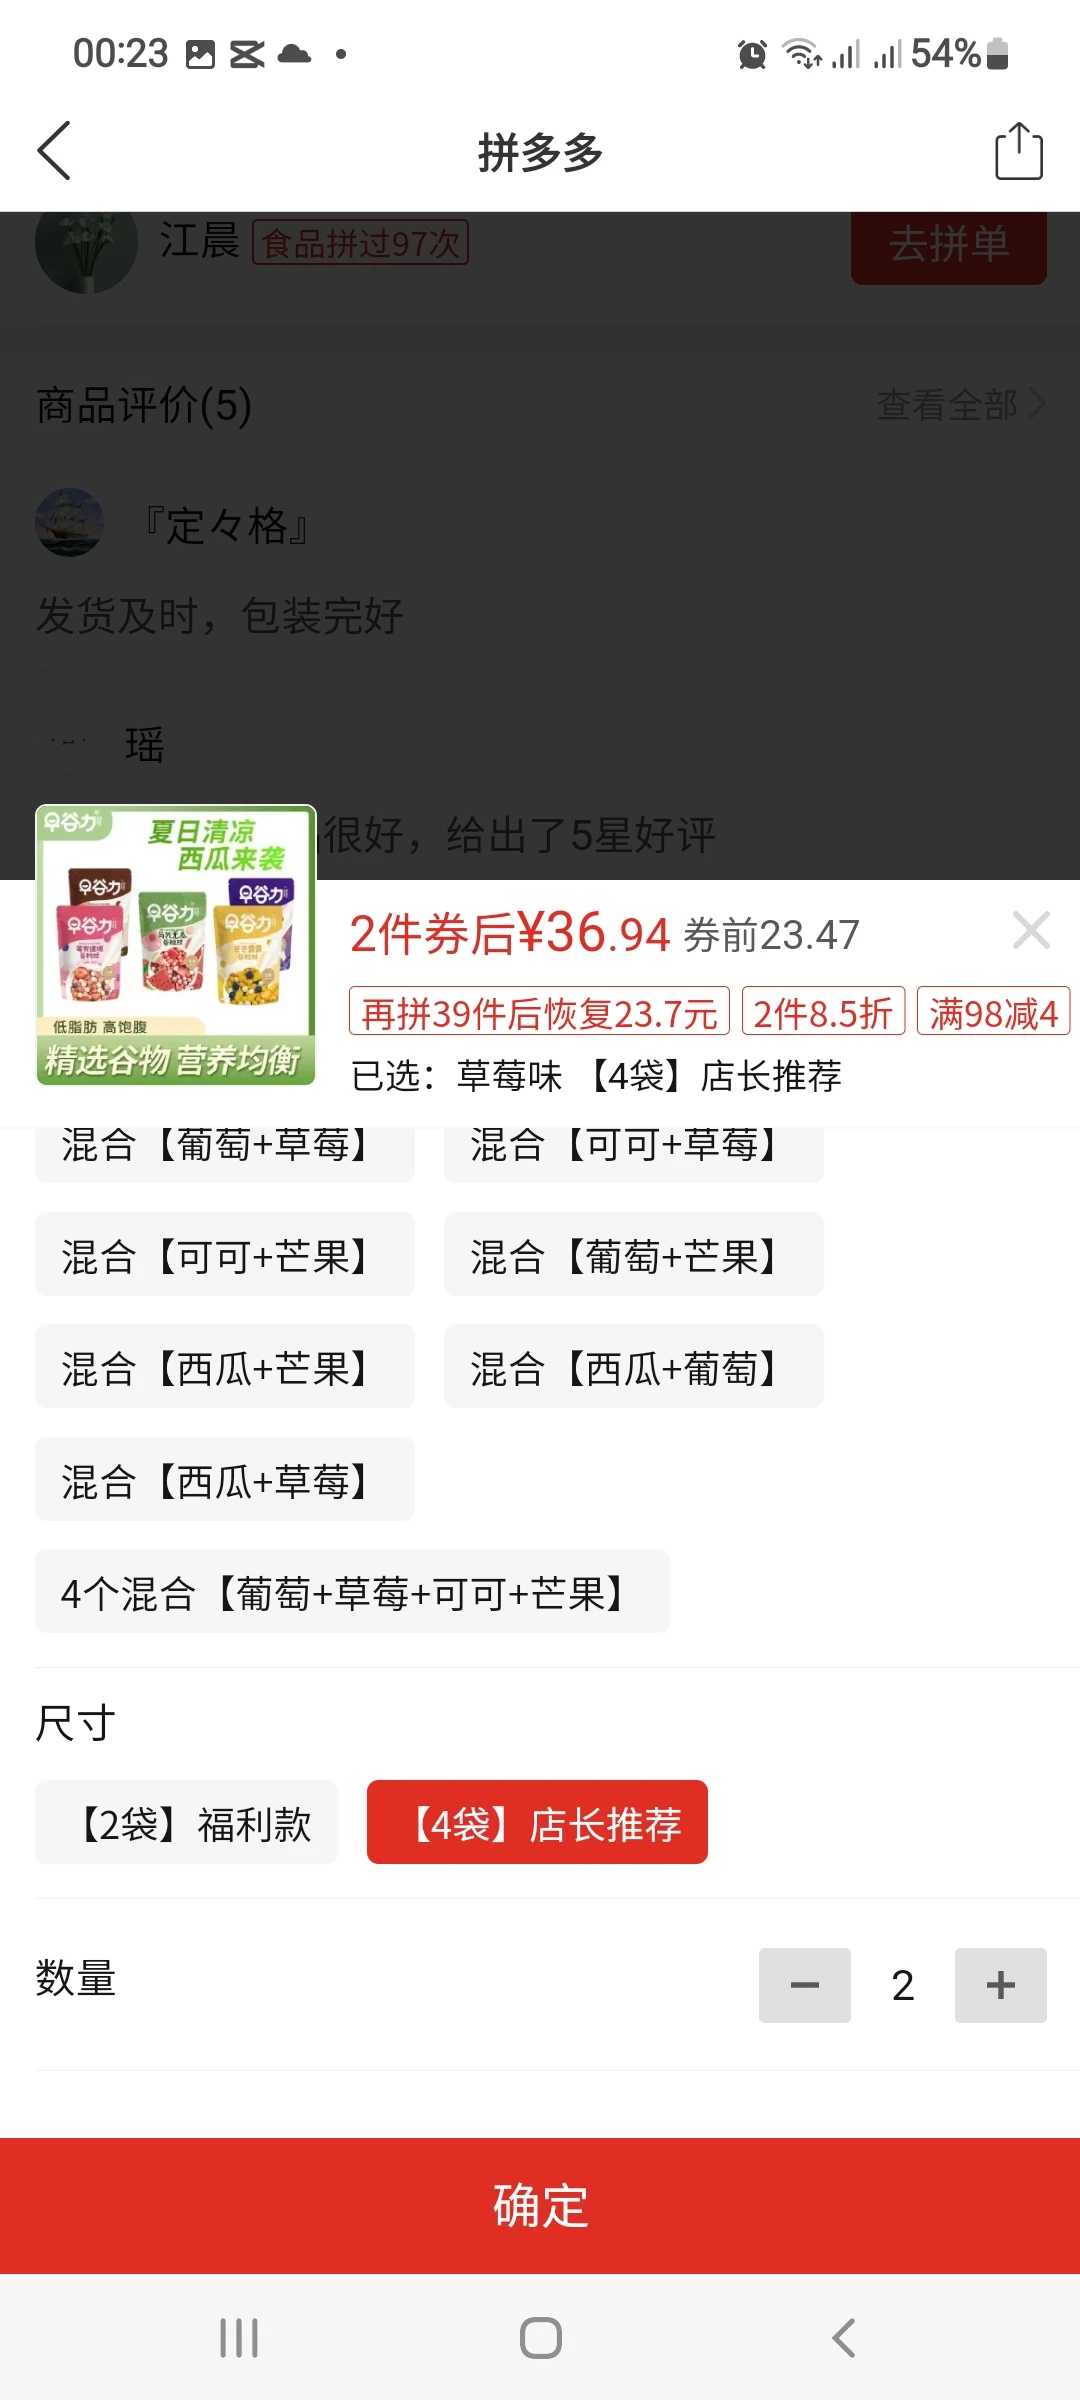 00:23
54%
拼多多
江晨 食品拼过97次 去拼单
商品评价(5) 查看全部
『定々格』
发货及时，包装完好
瑶
很好，给出了5星好评
早谷力
夏日清凉
西瓜来袭
早谷力
早谷力
早谷力
早谷力
早谷力
低脂肪 高饱腹
精选谷物 营养均衡
2件券后¥36.94 券前23.47
再拼39件后恢复23.7元 2件8.5折 满98减4
已选：草莓味 【4袋】店长推荐
混合【葡萄+草莓】 混合【可可+草莓】
混合【可可+芒果】 混合【葡萄+芒果】
混合【西瓜+芒果】 混合【西瓜+葡萄】
混合【西瓜+草莓】
4个混合【葡萄+草莓+可可+芒果】
尺寸
【2袋】福利款 【4袋】店长推荐
数量 2
确定